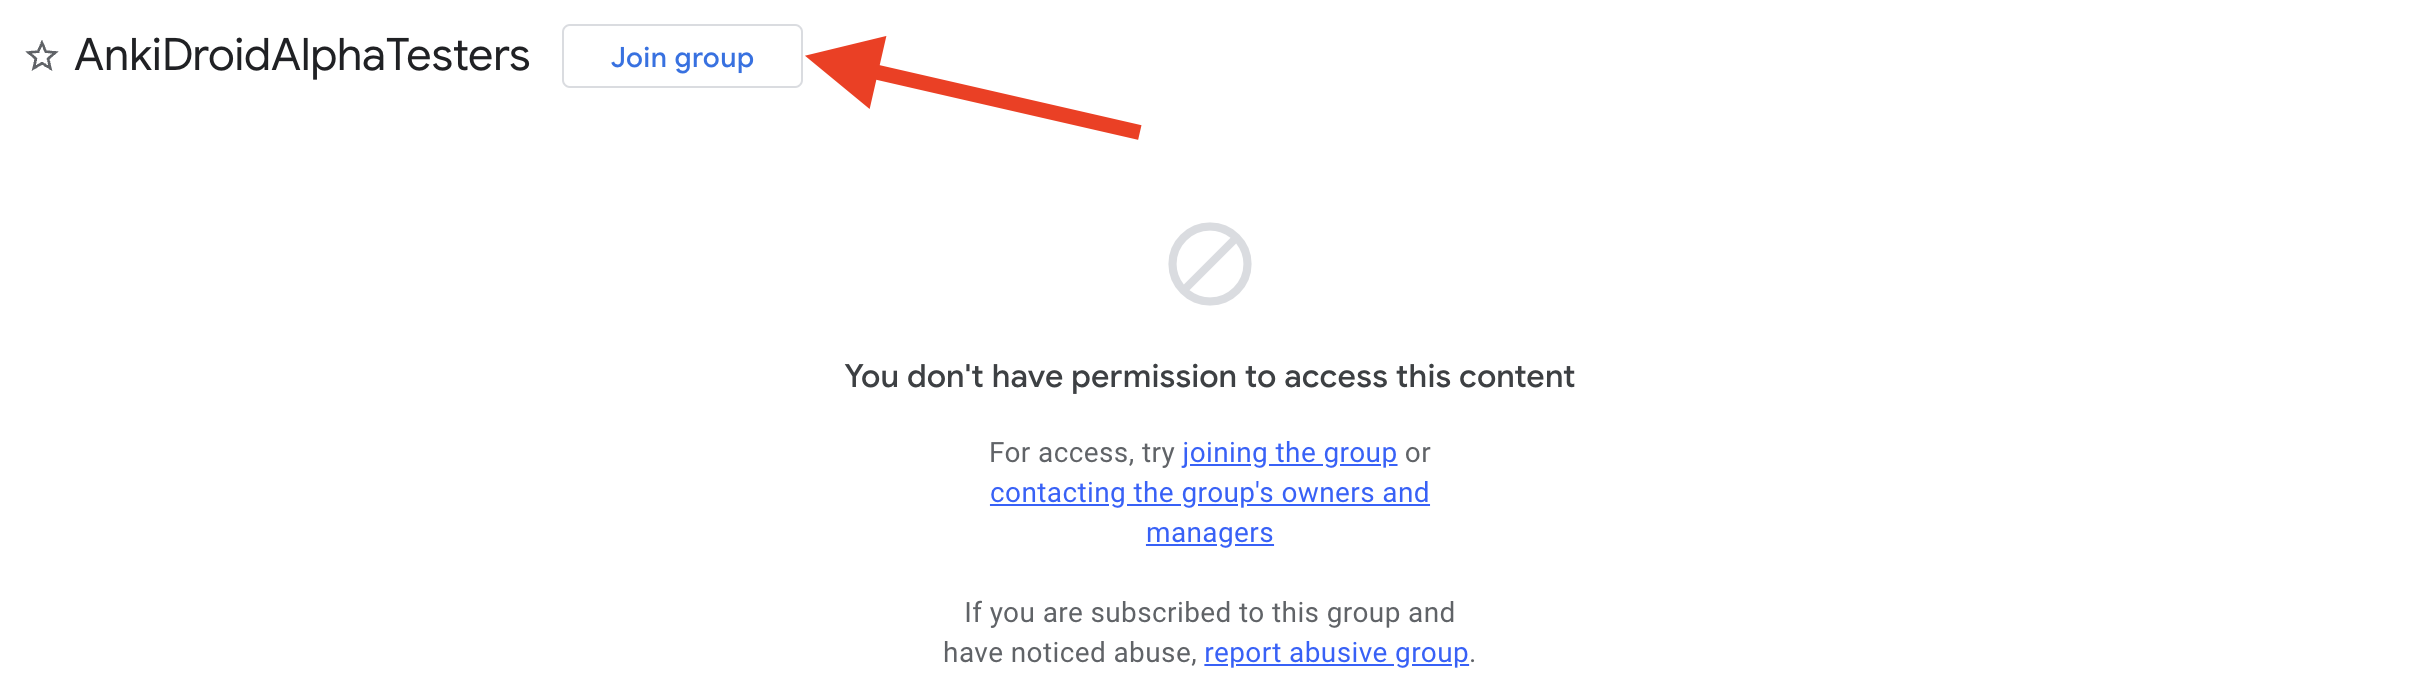 AnkiDroidAlphaTesters Join group
You don't have permission to access this content
For access, try joining the group or
contacting the group's owners and
managers
If you are subscribed to this group and
have noticed abuse, report abusive group.